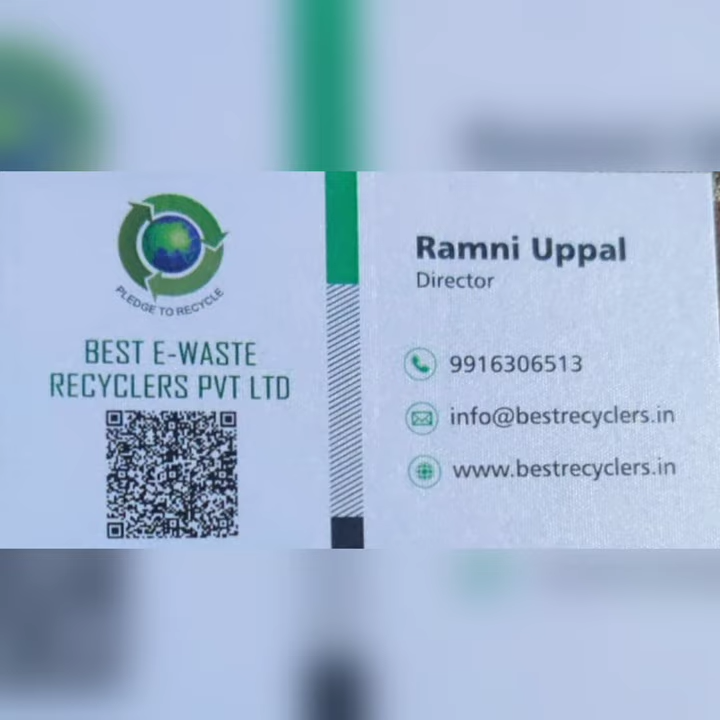 PLEDGE TO RECYCLE
BEST E-WASTE
RECYCLERS PVT LTD
Ramni Uppal
Director
9916306513
info@bestrecyclers.in
www.bestrecyclers.in